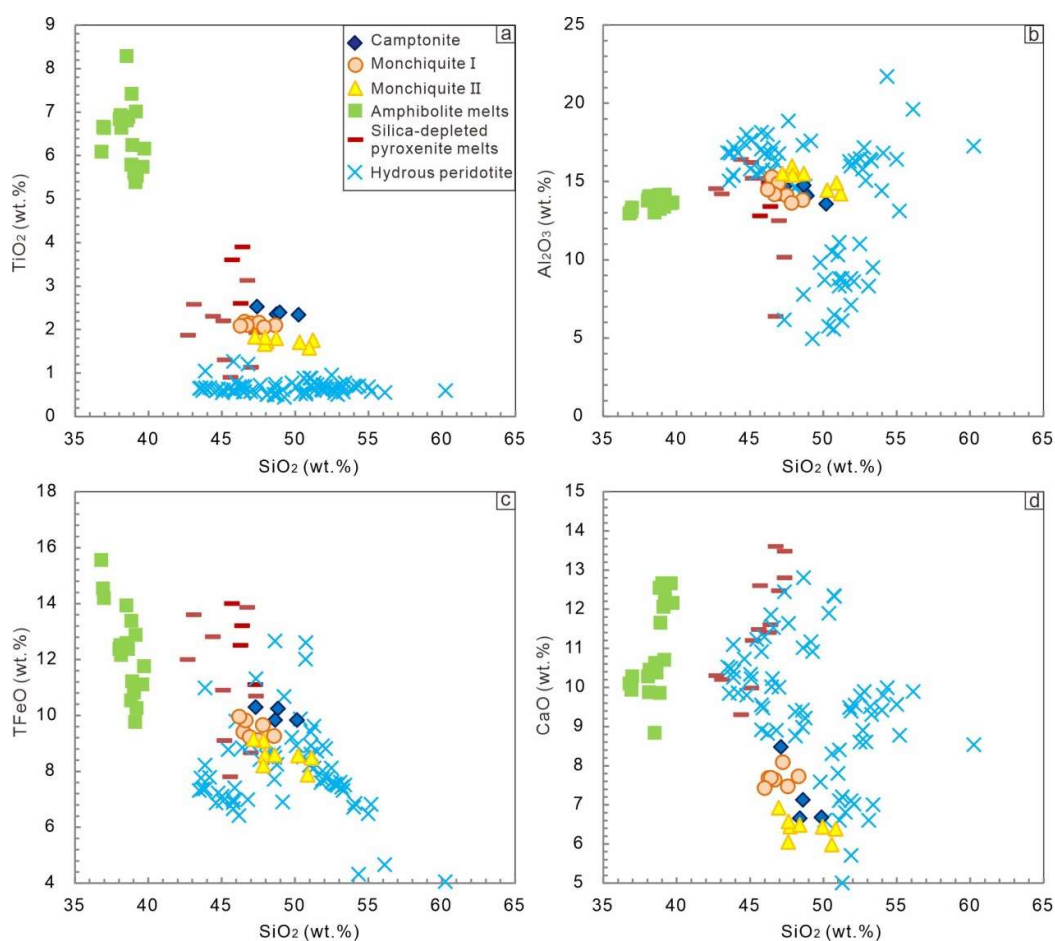 a
9
8
7
6
5
4
3
2
1
0
TiO₂ (wt.%)
Camptonite
Monchiquite I
Monchiquite II
Amphibolite melts
Silica-depleted
pyroxenite melts
Hydrous peridotite
35 40 45 50 55 60 65
SiO₂ (wt.%)
b
25
20
15
10
5
0
Al₂O₃ (wt.%)
35 40 45 50 55 60 65
SiO₂ (wt.%)
c
18
16
14
12
10
8
6
4
TFeO (wt.%)
35 40 45 50 55 60 65
SiO₂ (wt.%)
d
15
14
13
12
11
10
9
8
7
6
5
CaO (wt.%)
35 40 45 50 55 60 65
SiO₂ (wt.%)